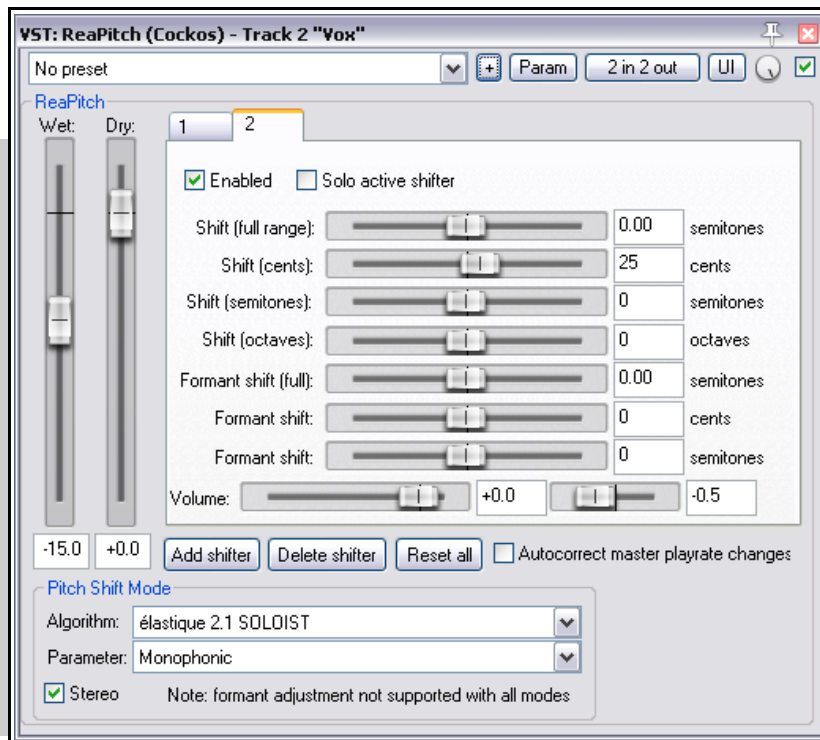 VST: ReaPitch (Cockos) - Track 2 "Vox"
No preset + Param 2 in 2 out UI
ReaPitch
Wet: Dry: 1 2
Enabled Solo active shifter
Shift (full range): 0.00 semitones
Shift (cents): 25 cents
Shift (semitones): 0 semitones
Shift (octaves): 0 octaves
Formant shift (full): 0.00 semitones
Formant shift: 0 cents
Formant shift: 0 semitones
Volume: +0.0 -0.5
-15.0 +0.0 Add shifter Delete shifter Reset all Autocorrect master playrate changes
Pitch Shift Mode
Algorithm: élastique 2.1 SOLOIST
Parameter: Monophonic
Stereo Note: formant adjustment not supported with all modes